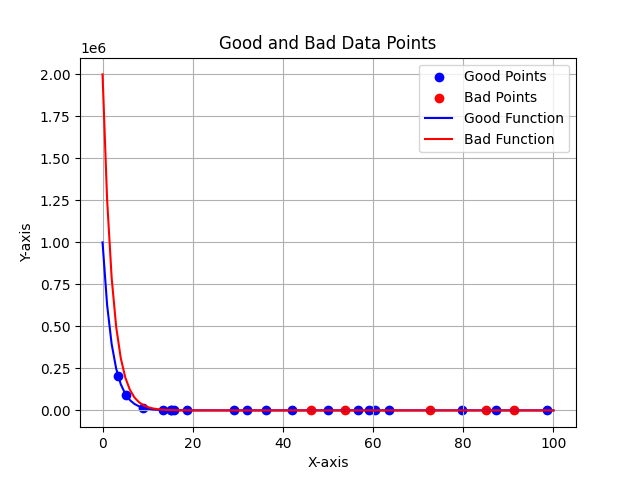 Good and Bad Data Points
1e6
2.00
1.75
1.50
1.25
1.00
0.75
0.50
0.25
0.00
Y-axis
Good Points
Bad Points
Good Function
Bad Function
0 20 40 60 80 100
X-axis